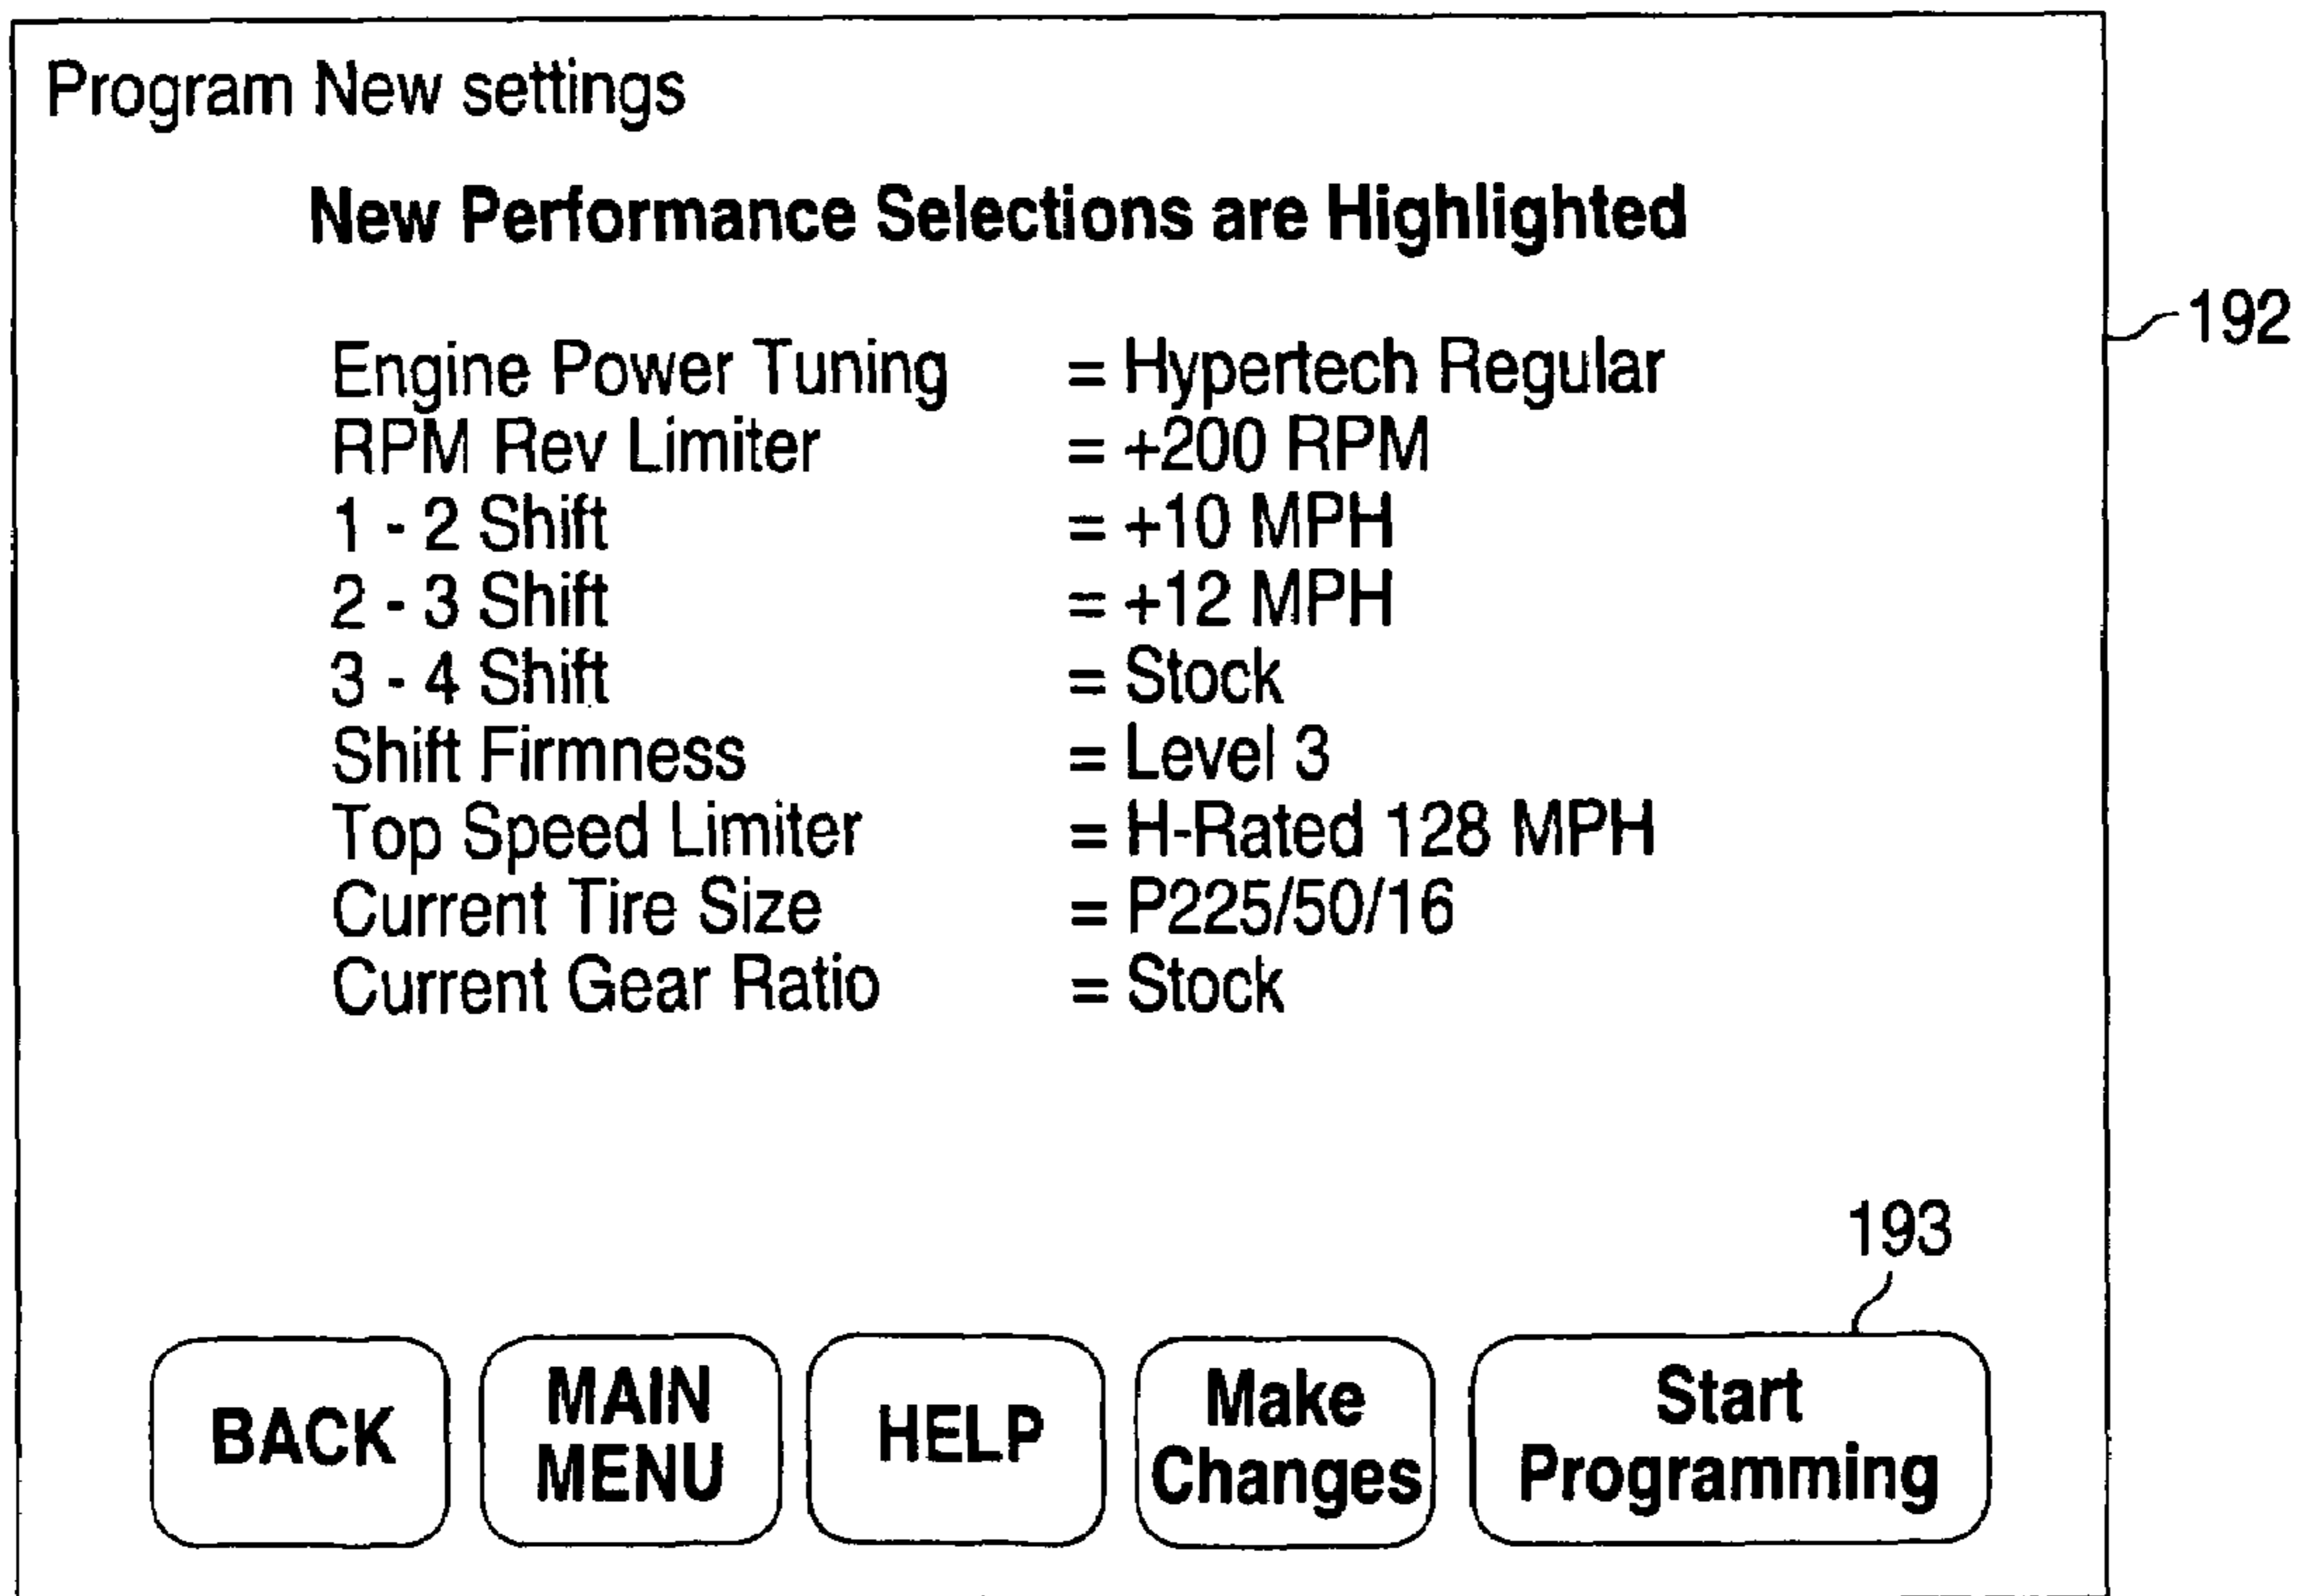 Program New settings
New Performance Selections are Highlighted
192
Engine Power Tuning = Hypertech Regular
RPM Rev Limiter = +200 RPM
1 - 2 Shift = +10 MPH
2 - 3 Shift = +12 MPH
3 - 4 Shift = Stock
Shift Firmness = Level 3
Top Speed Limiter = H-Rated 128 MPH
Current Tire Size = P225/50/16
Current Gear Ratio = Stock
193
BACK
MAIN
MENU
HELP
Make
Changes
Start
Programming